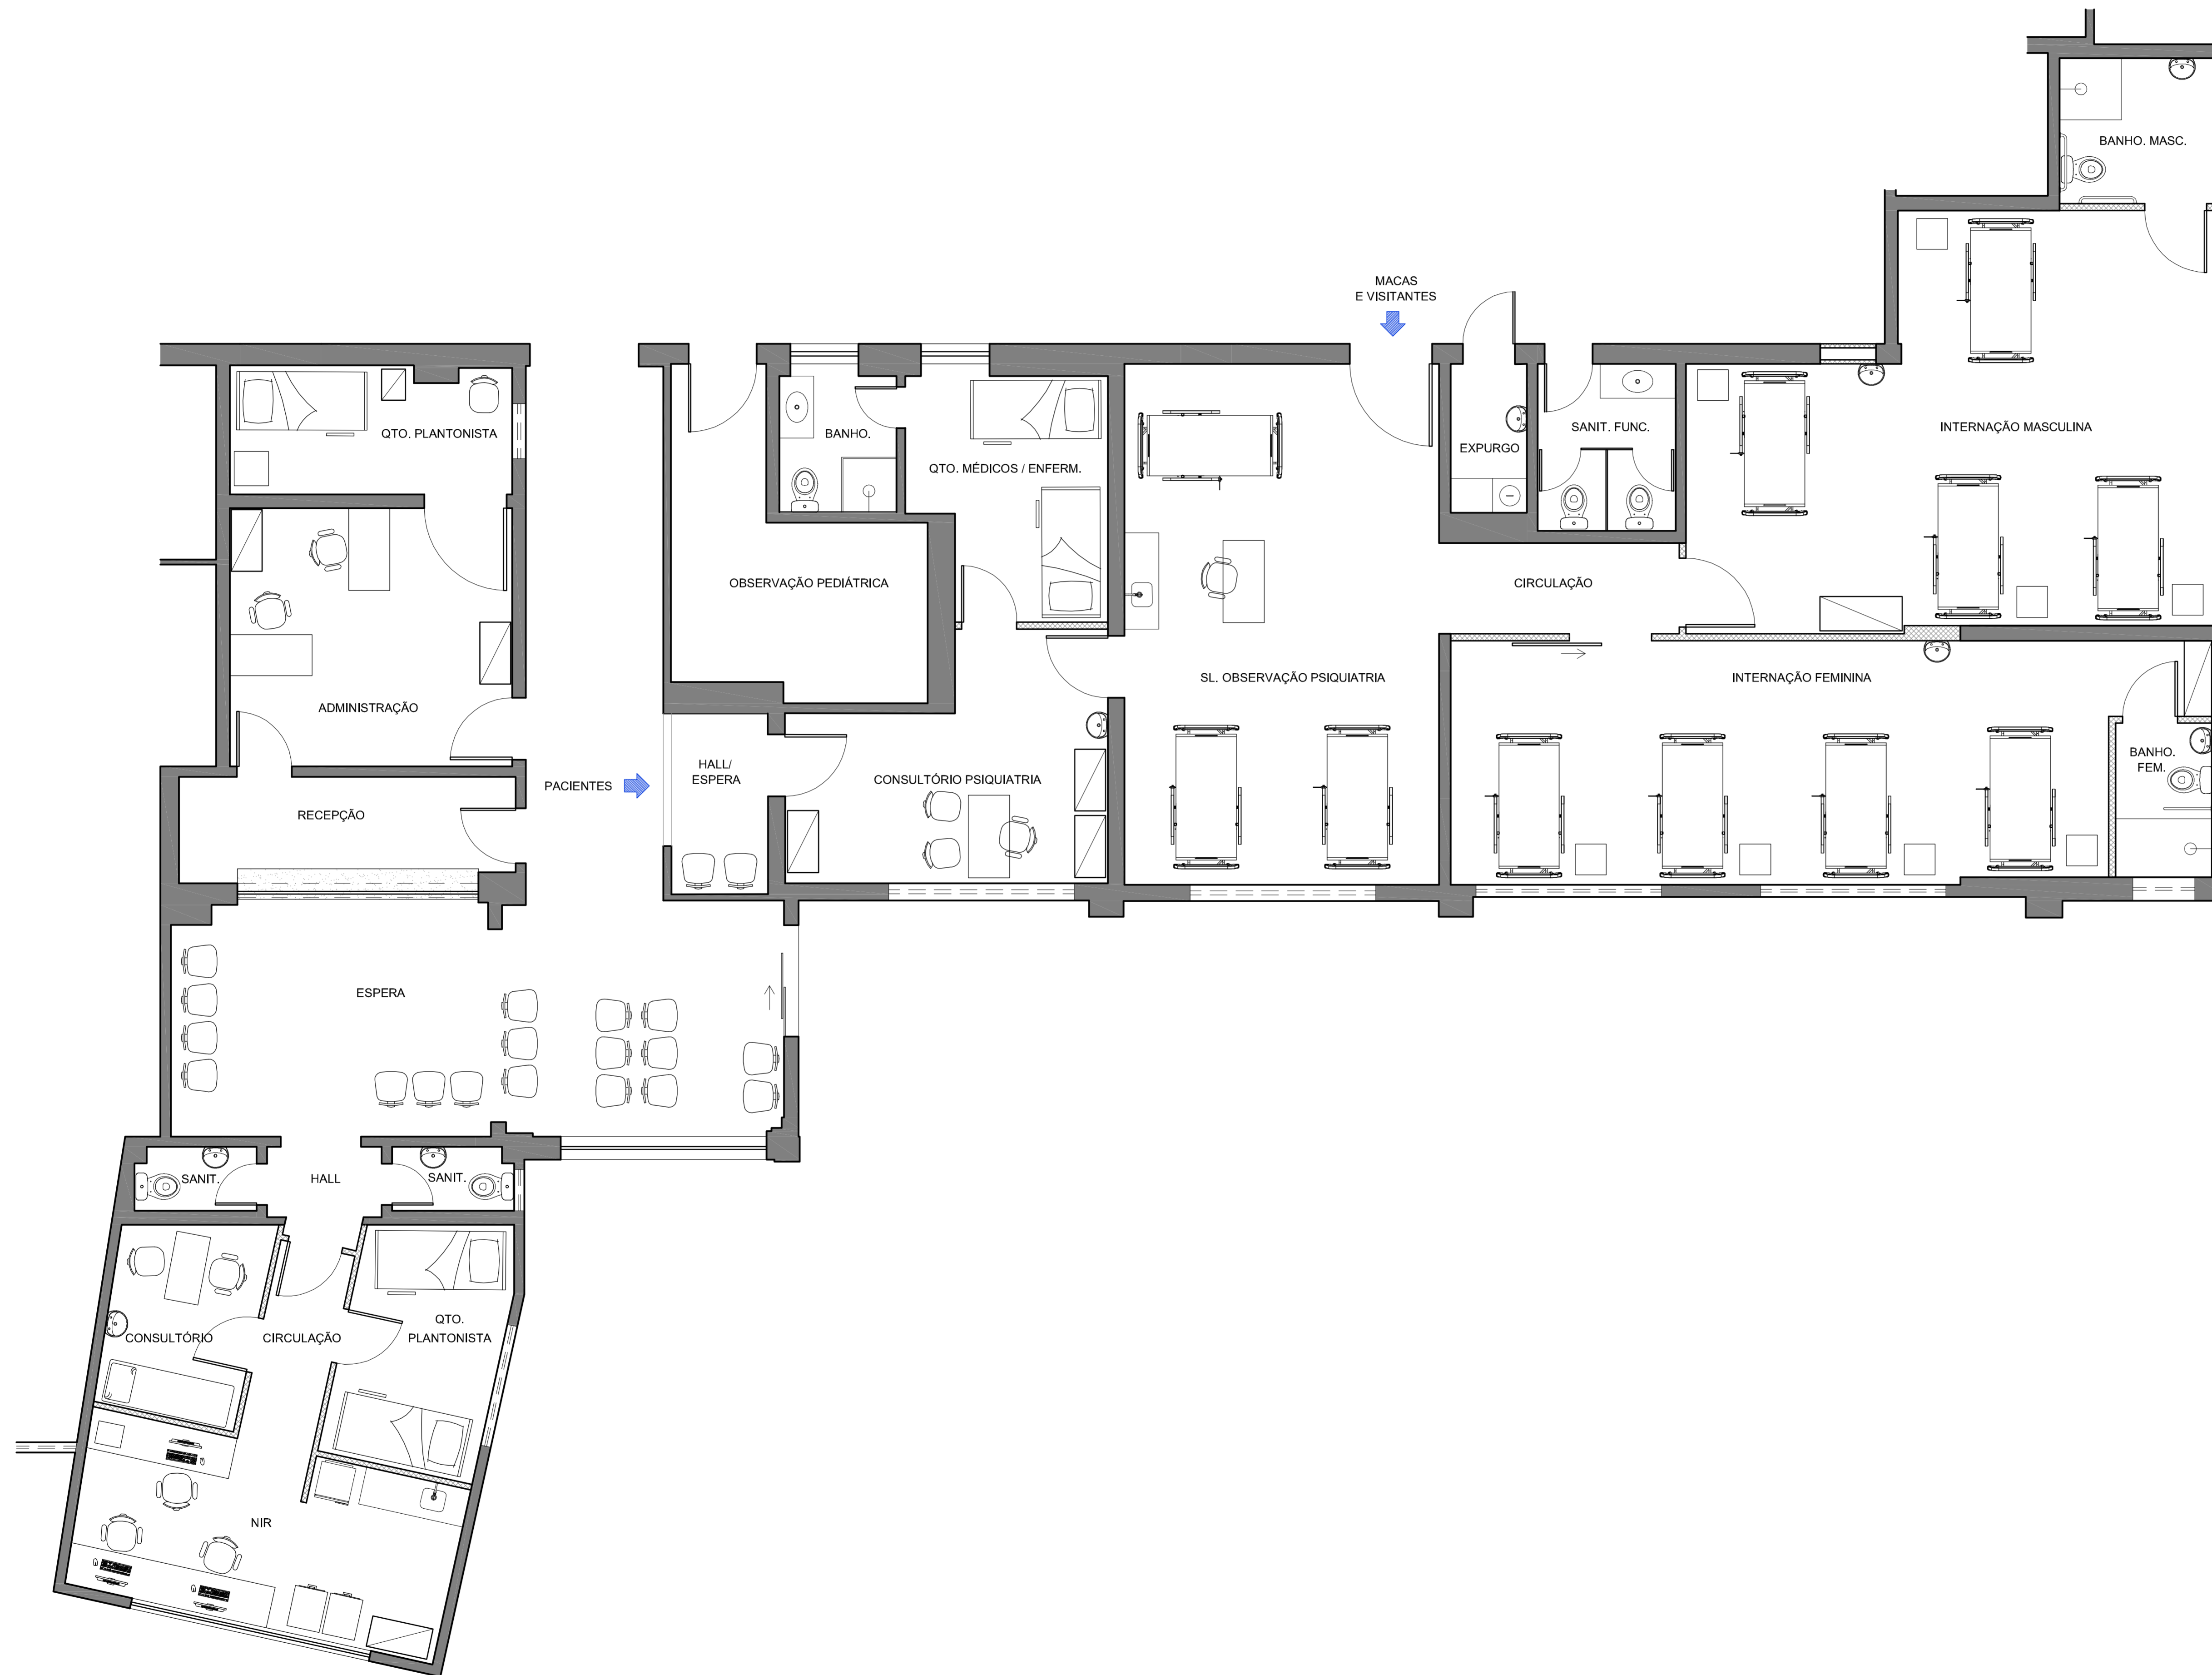 BANHO. MASC.
MACAS
E VISITANTES
QTO. PLANTONISTA
BANHO.
QTO. MÉDICOS / ENFERM.
EXPURGO
SANIT. FUNC.
INTERNAÇÃO MASCULINA
OBSERVAÇÃO PEDIÁTRICA
CIRCULAÇÃO
ADMINISTRAÇÃO
SL. OBSERVAÇÃO PSIQUIATRIA
INTERNAÇÃO FEMININA
BANHO.
FEM.
HALL/
ESPERA
CONSULTÓRIO PSIQUIATRIA
PACIENTES
RECEPÇÃO
ESPERA
SANIT.
HALL
SANIT.
QTO.
PLANTONISTA
CONSULTÓRIO
CIRCULAÇÃO
NIR